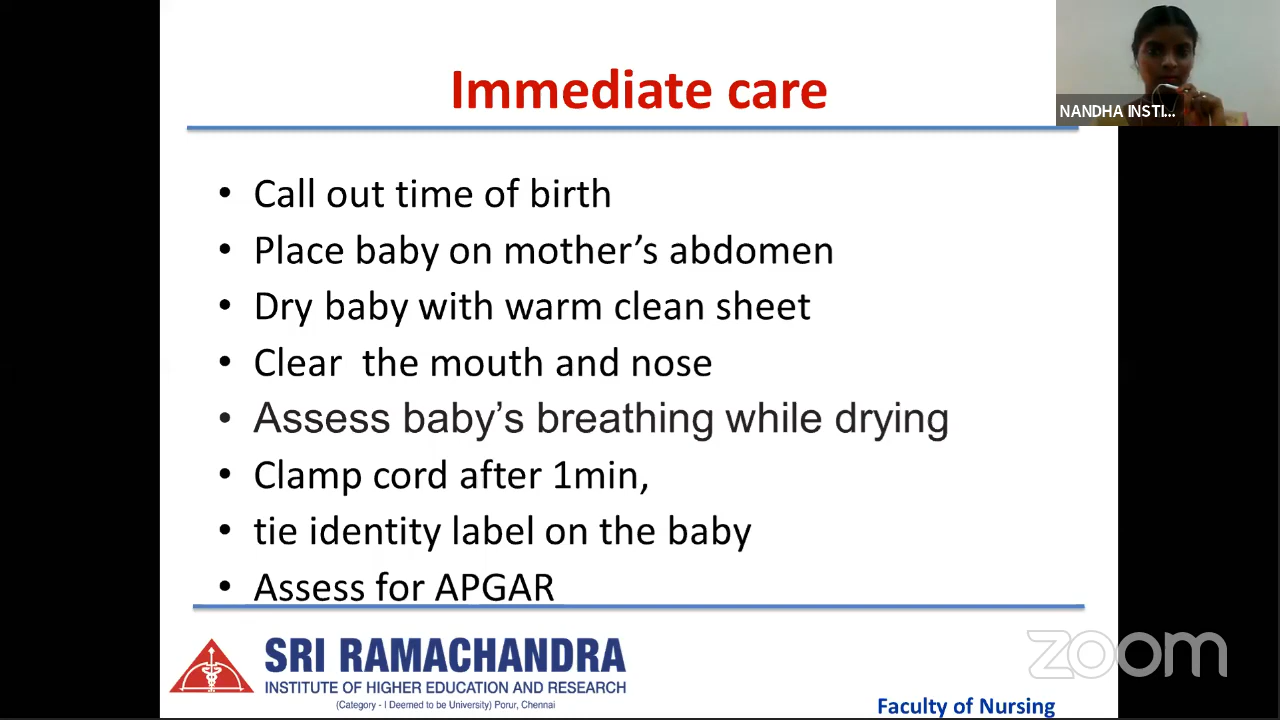 Immediate care
NANDHA INSTI...
• Call out time of birth
• Place baby on mother’s abdomen
• Dry baby with warm clean sheet
• Clear  the mouth and nose
• Assess baby’s breathing while drying
• Clamp cord after 1min,
• tie identity label on the baby
• Assess for APGAR
SRI RAMACHANDRA
INSTITUTE OF HIGHER EDUCATION AND RESEARCH
(Category - I Deemed to be University) Porur, Chennai
zoom
Faculty of Nursing